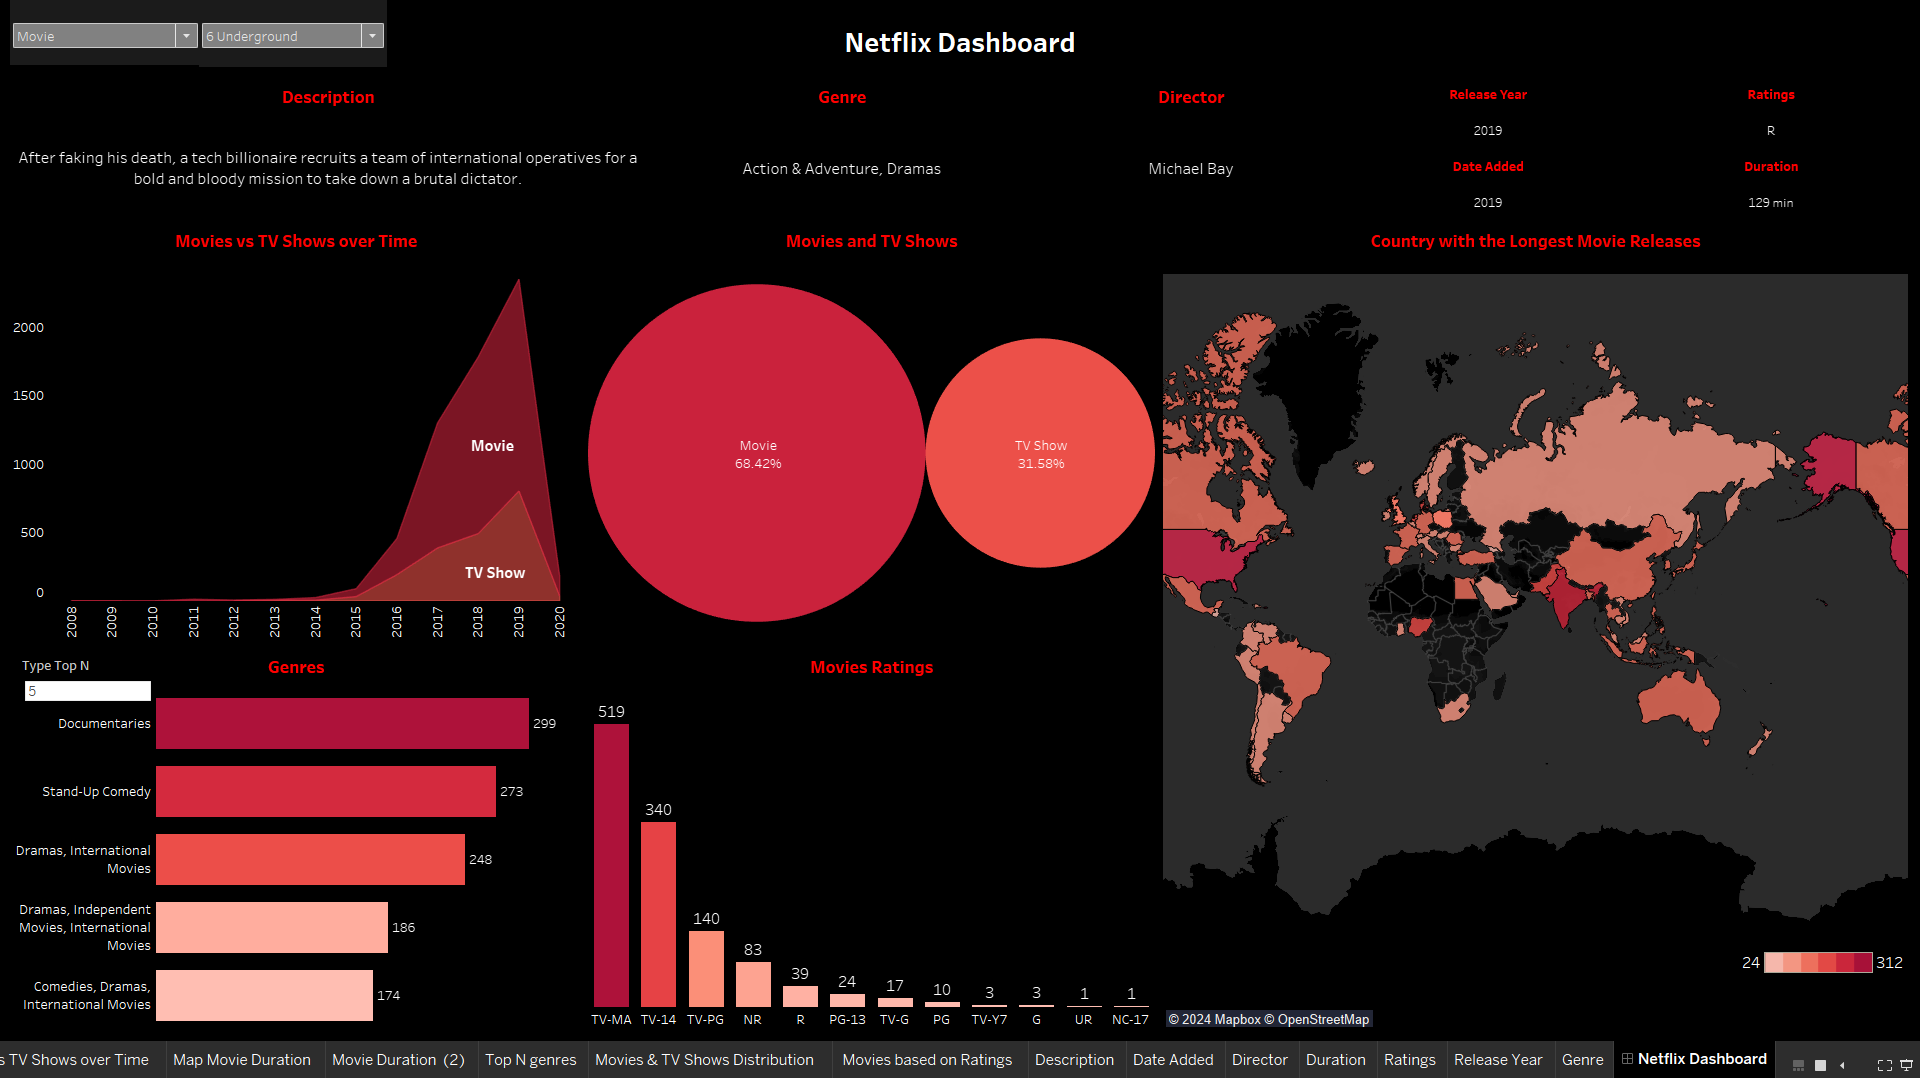 Movie
6 Underground
Netflix Dashboard
Description
Genre
Director
Release Year
Ratings
2019
R
After faking his death, a tech billionaire recruits a team of international operatives for a
bold and bloody mission to take down a brutal dictator.
Action & Adventure, Dramas
Michael Bay
Date Added
Duration
2019
129 min
Movies vs TV Shows over Time
2000
1500
1000
500
0
Movie
TV Show
2008
2009
2010
2011
2012
2013
2014
2015
2016
2017
2018
2019
2020
Movies and TV Shows
Movie
68.42%
TV Show
31.58%
Country with the Longest Movie Releases
24
312
© 2024 Mapbox © OpenStreetMap
Type Top N
5
Genres
Documentaries
299
Stand-Up Comedy
273
Dramas, International
Movies
248
Dramas, Independent
Movies, International
Movies
186
Comedies, Dramas,
International Movies
174
Movies Ratings
519
340
140
83
39
24
17
10
3
3
1
1
TV-MA
TV-14
TV-PG
NR
R
PG-13
TV-G
PG
TV-Y7
G
UR
NC-17
s TV Shows over Time
Map Movie Duration
Movie Duration (2)
Top N genres
Movies & TV Shows Distribution
Movies based on Ratings
Description
Date Added
Director
Duration
Ratings
Release Year
Genre
Netflix Dashboard